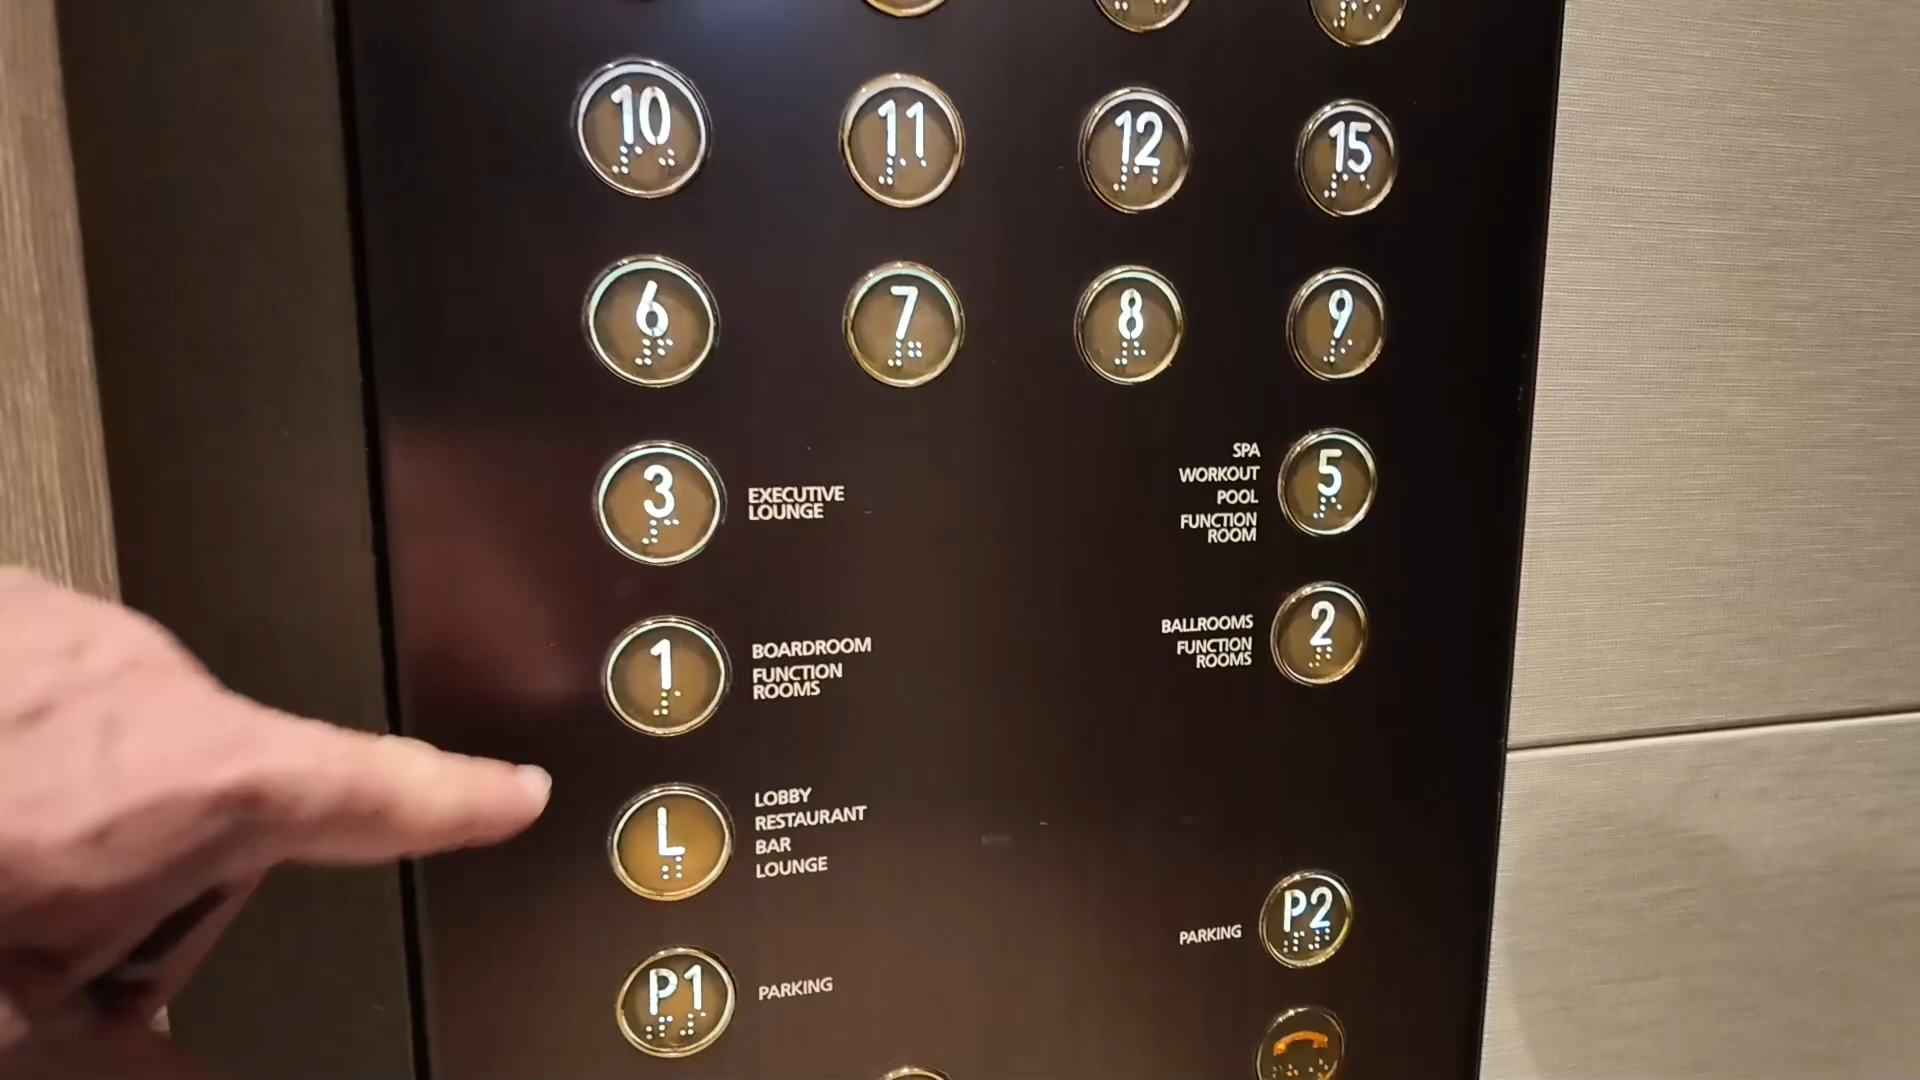 10
11
12
15
6
7
8
9
3
EXECUTIVE
LOUNGE
SPA
WORKOUT
POOL
FUNCTION
ROOM
5
1
BOARDROOM
FUNCTION
ROOMS
BALLROOMS
FUNCTION
ROOMS
2
L
LOBBY
RESTAURANT
BAR
LOUNGE
P1
PARKING
PARKING
P2